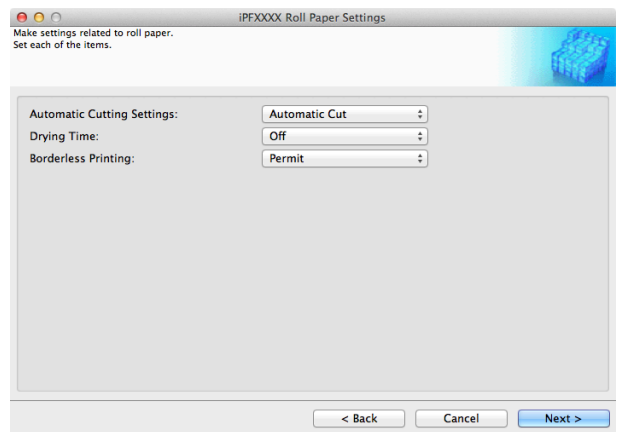 iPFXXXX Roll Paper Settings
Make settings related to roll paper.
Set each of the items.
Automatic Cutting Settings: Automatic Cut
Drying Time: Off
Borderless Printing: Permit
< Back Cancel Next >